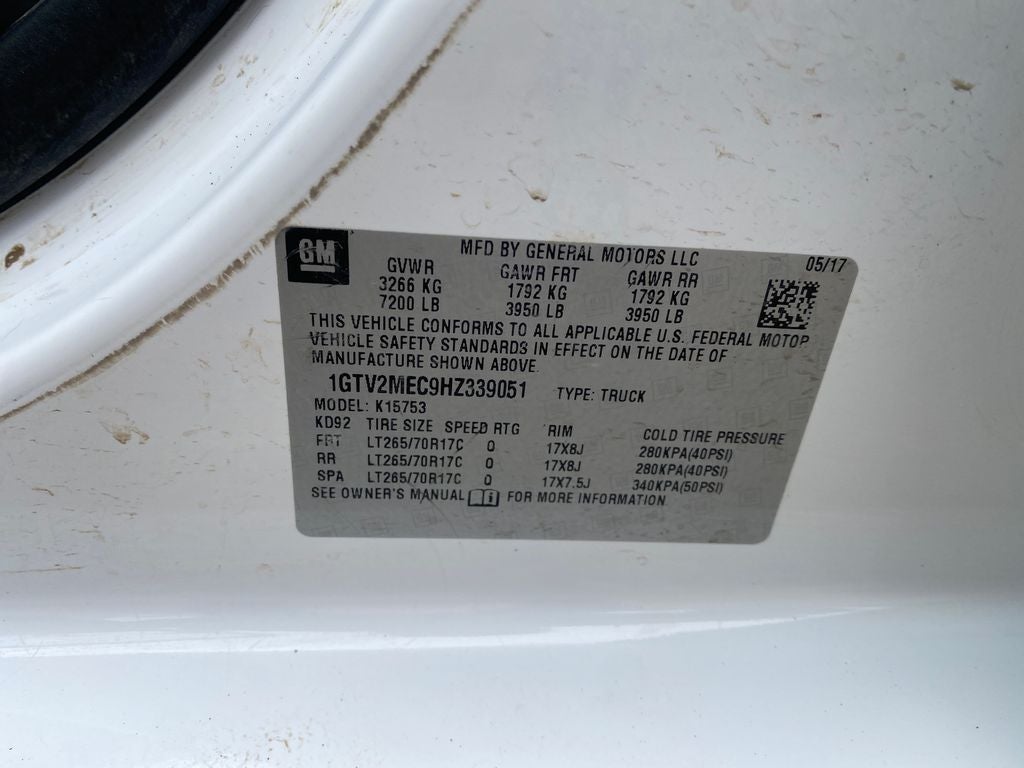 GM
MFD BY GENERAL MOTORS LLC 05/17
GVWR GAWR FRT GAWR RR
3266 KG 1792 KG 1792 KG
7200 LB 3950 LB 3950 LB
THIS VEHICLE CONFORMS TO ALL APPLICABLE U.S. FEDERAL MOTOR
VEHICLE SAFETY STANDARDS IN EFFECT ON THE DATE OF
MANUFACTURE SHOWN ABOVE.
1GTV2MEC9HZ339051 TYPE: TRUCK
MODEL: K15753
KD92 TIRE SIZE SPEED RTG RIM COLD TIRE PRESSURE
FRT LT265/70R17C Q 17X8J 280KPA(40PSI)
RR LT265/70R17C Q 17X8J 280KPA(40PSI)
SPA LT265/70R17C Q 17X7.5J 340KPA(50PSI)
SEE OWNER'S MANUAL FOR MORE INFORMATION